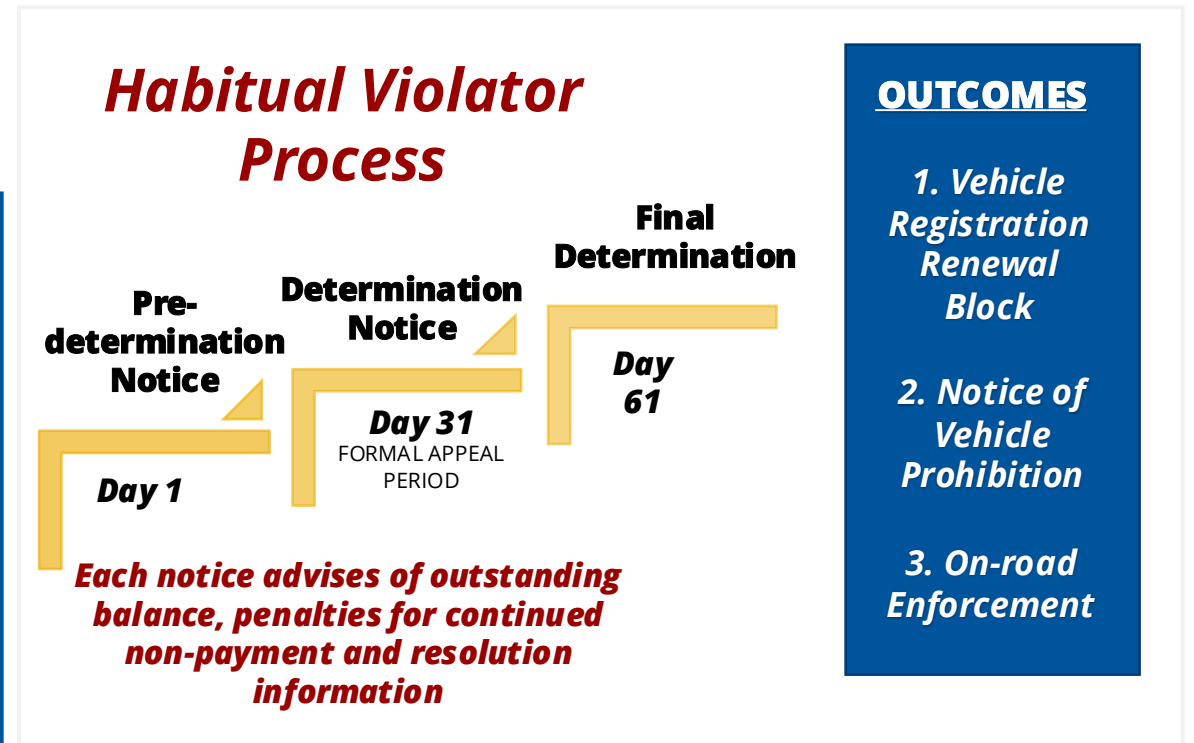 Habitual Violator
Process
Pre-
determination
Notice
Day 1
Determination
Notice
Day 31
FORMAL APPEAL
PERIOD
Final
Determination
Day
61
Each notice advises of outstanding
balance, penalties for continued
non-payment and resolution
information
OUTCOMES
1. Vehicle
Registration
Renewal
Block
2. Notice of
Vehicle
Prohibition
3. On-road
Enforcement